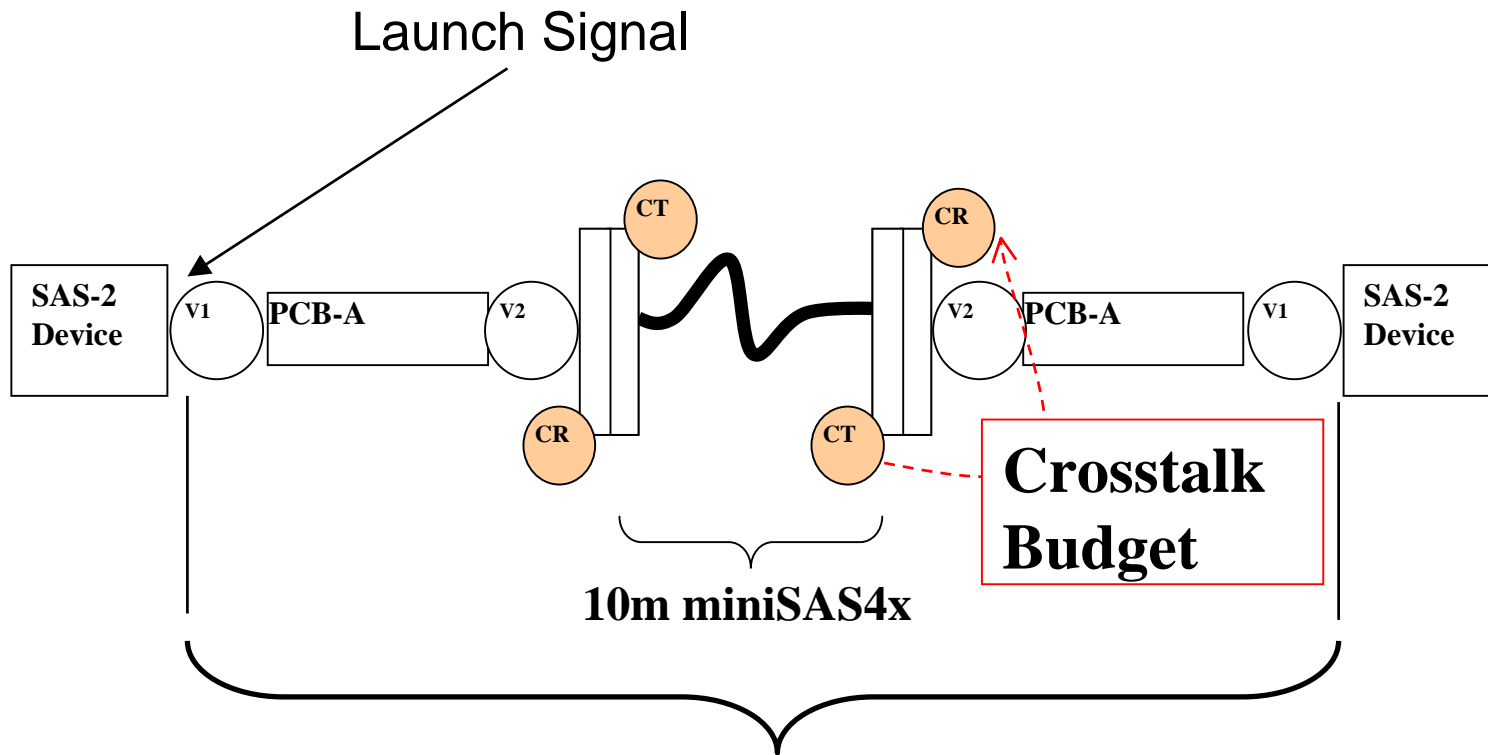 Launch Signal
CT
CR
SAS-2
Device
V1
PCB-A
V2
V2
PCB-A
V1
SAS-2
Device
CR
CT
Crosstalk
Budget
10m miniSAS4x